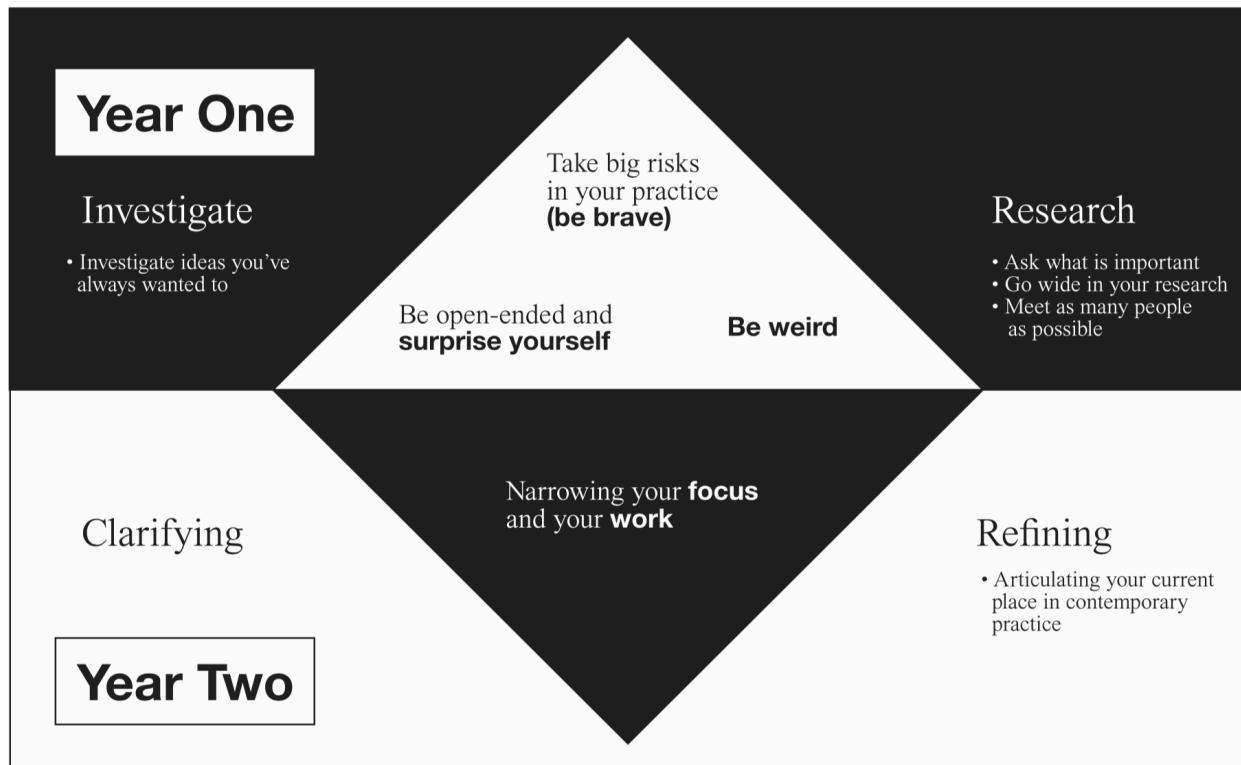 Year One
Investigate
• Investigate ideas you've
always wanted to
Take big risks
in your practice
(be brave)
Be open-ended and
surprise yourself
Be weird
Research
• Ask what is important
• Go wide in your research
• Meet as many people
as possible
Narrowing your focus
and your work
Clarifying
Refining
• Articulating your current
place in contemporary
practice
Year Two